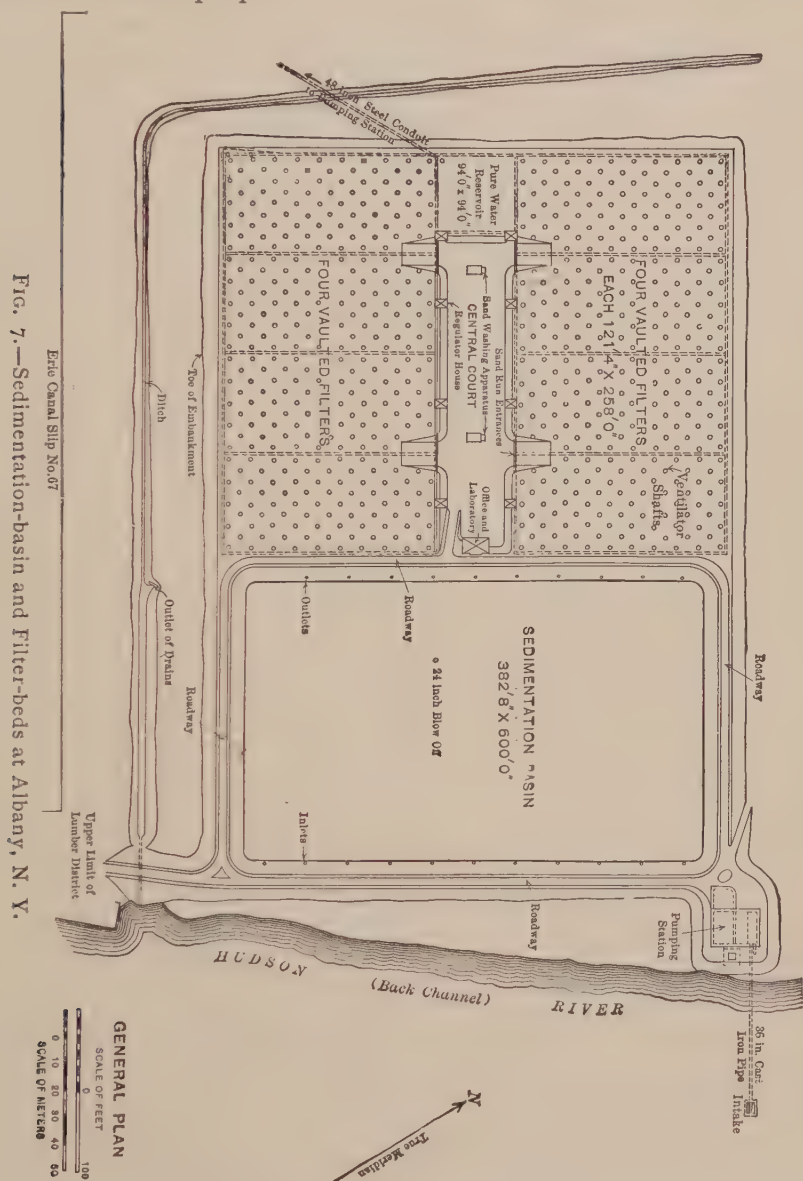 48 Inch Steel Conduit
to Pumping Station
Pure Water
Reservoir
94'0" x 94'0"
FOUR VAULTED FILTERS
EACH 121'4" X 258'0"
Ventilator
Shafts
Sand Run Entrances
Sand Washing Apparatus
CENTRAL COURT
Regulator House
Office and
Laboratory
FOUR VAULTED FILTERS
Toe of Embankment
Ditch
Outlet of Drains
Roadway
Erie Canal Slip No.67
Roadway
Roadway
Outlets
SEDIMENTATION BASIN
382'8" X 600'0"
24 Inch Blow Off
Inlets
Roadway
Pumping
Station
Upper Limit of
Lumber District
HUDSON (Back Channel) RIVER
36 in. Cast
Iron Pipe
Intake
N
True Meridian
GENERAL PLAN
SCALE OF FEET
0 100
0 10 20 30 40 50
SCALE OF METERS
FIG. 7.—Sedimentation-basin and Filter-beds at Albany, N. Y.